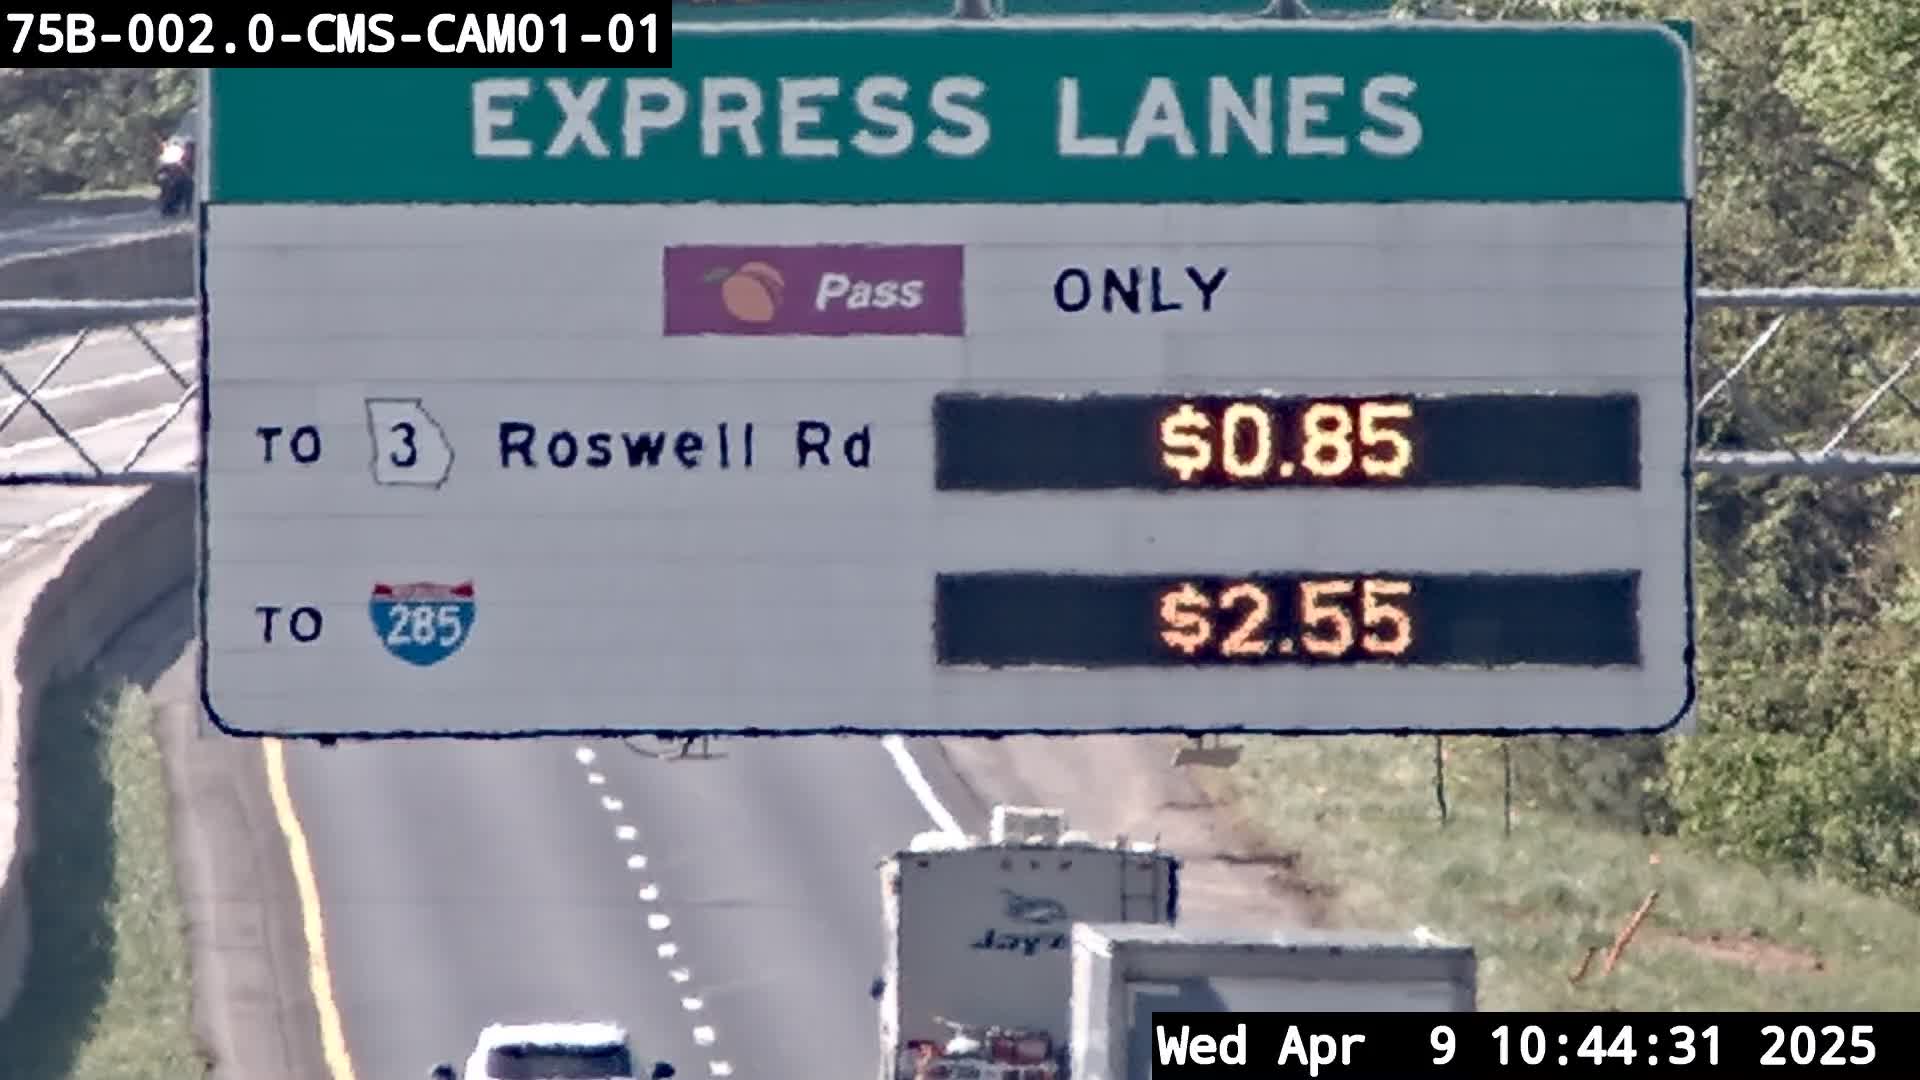 75B-002.0-CMS-CAM01-01
EXPRESS LANES
Pass ONLY
TO 3 Roswell Rd $0.85
TO 285 $2.55
Wed Apr 9 10:44:31 2025